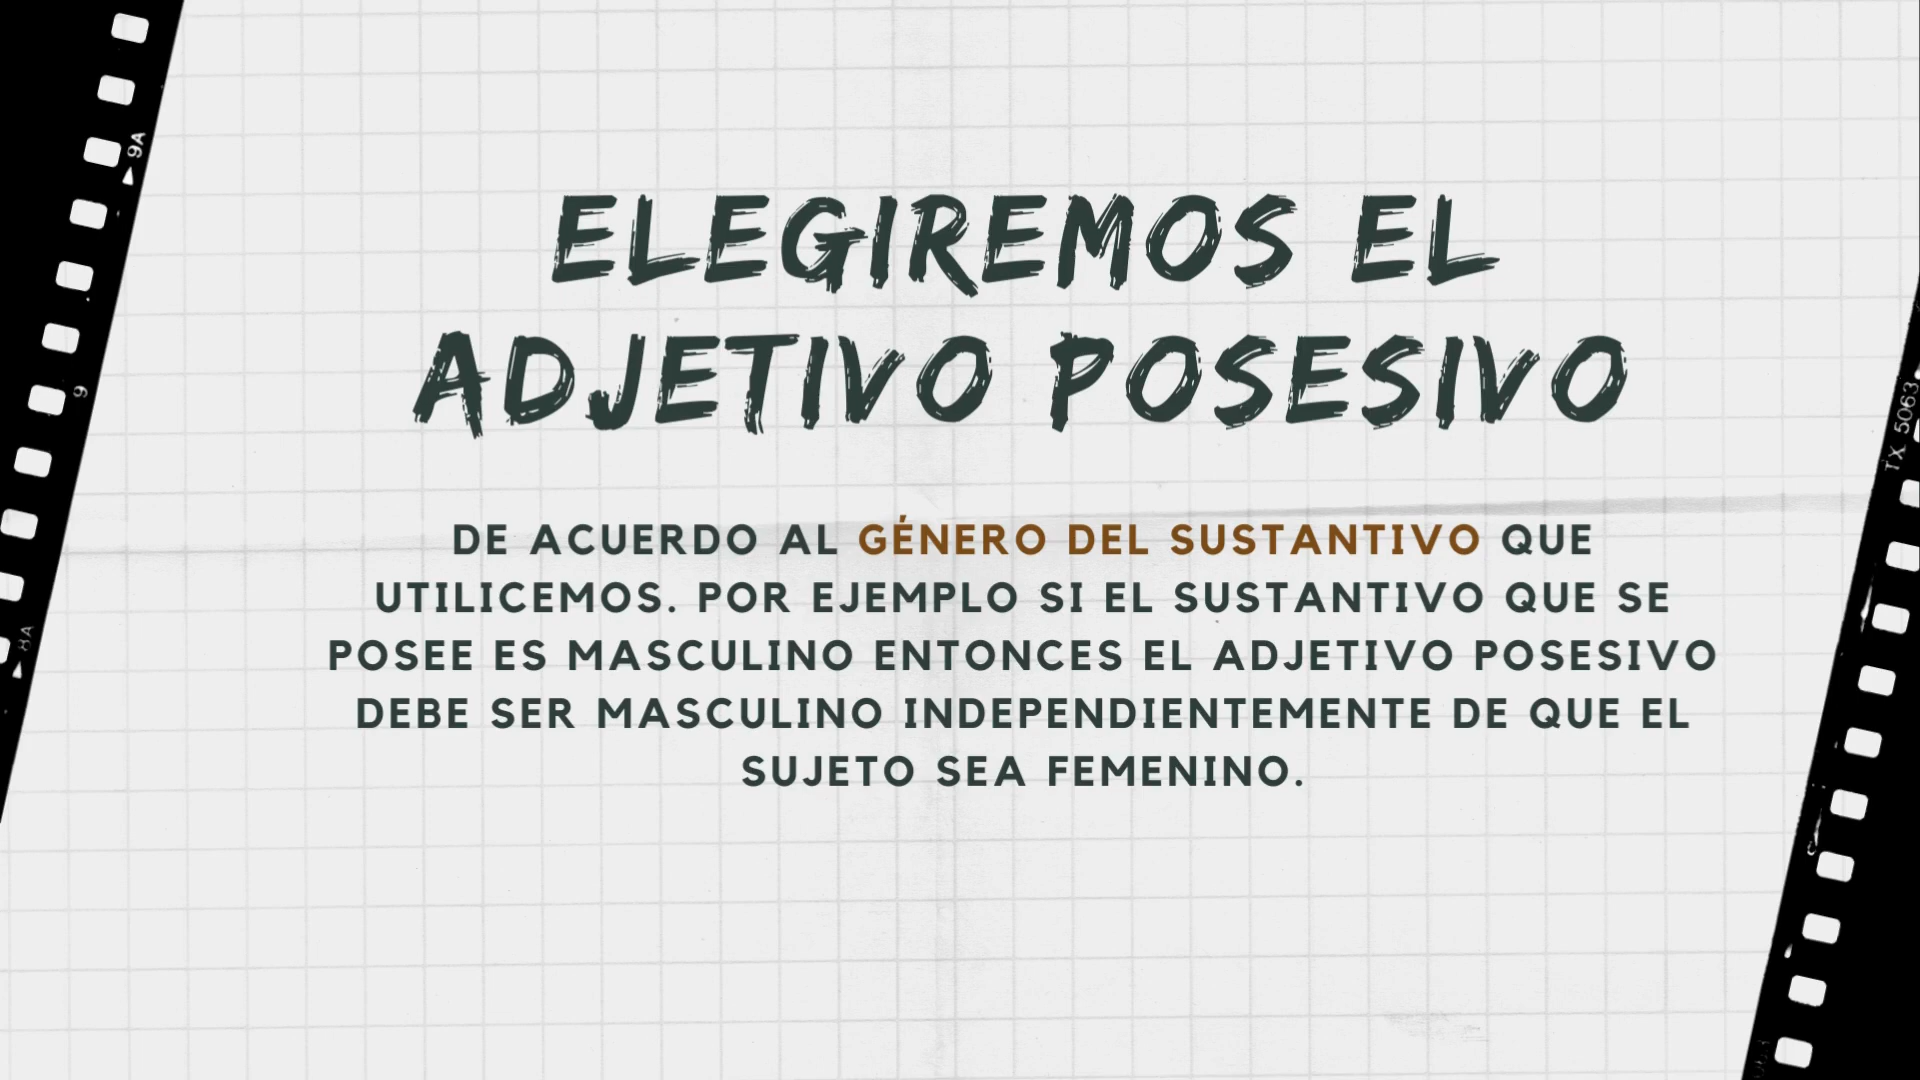 ELEGIREMOS EL
ADJETIVO POSESIVO
DE ACUERDO AL GÉNERO DEL SUSTANTIVO QUE
UTILICEMOS. POR EJEMPLO SI EL SUSTANTIVO QUE SE
POSEE ES MASCULINO ENTONCES EL ADJETIVO POSESIVO
DEBE SER MASCULINO INDEPENDIENTEMENTE DE QUE EL
SUJETO SEA FEMENINO.
9A
9
8A
TX 5063